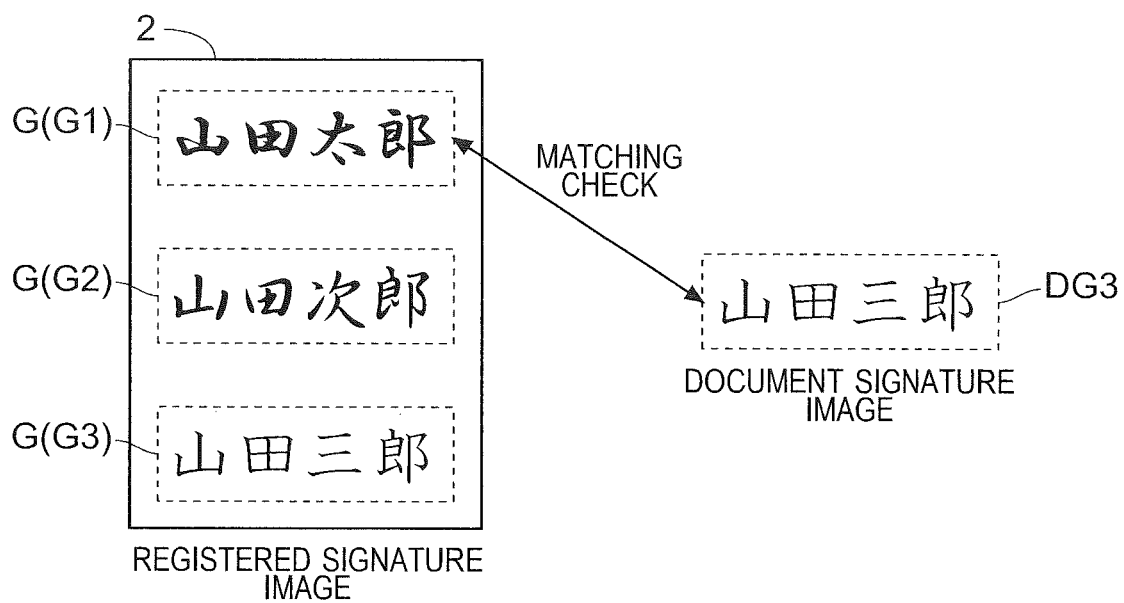 2
G(G1)
山田太郎
MATCHING
CHECK
G(G2)
山田次郎
山田三郎
DG3
DOCUMENT SIGNATURE
IMAGE
G(G3)
山田三郎
REGISTERED SIGNATURE
IMAGE